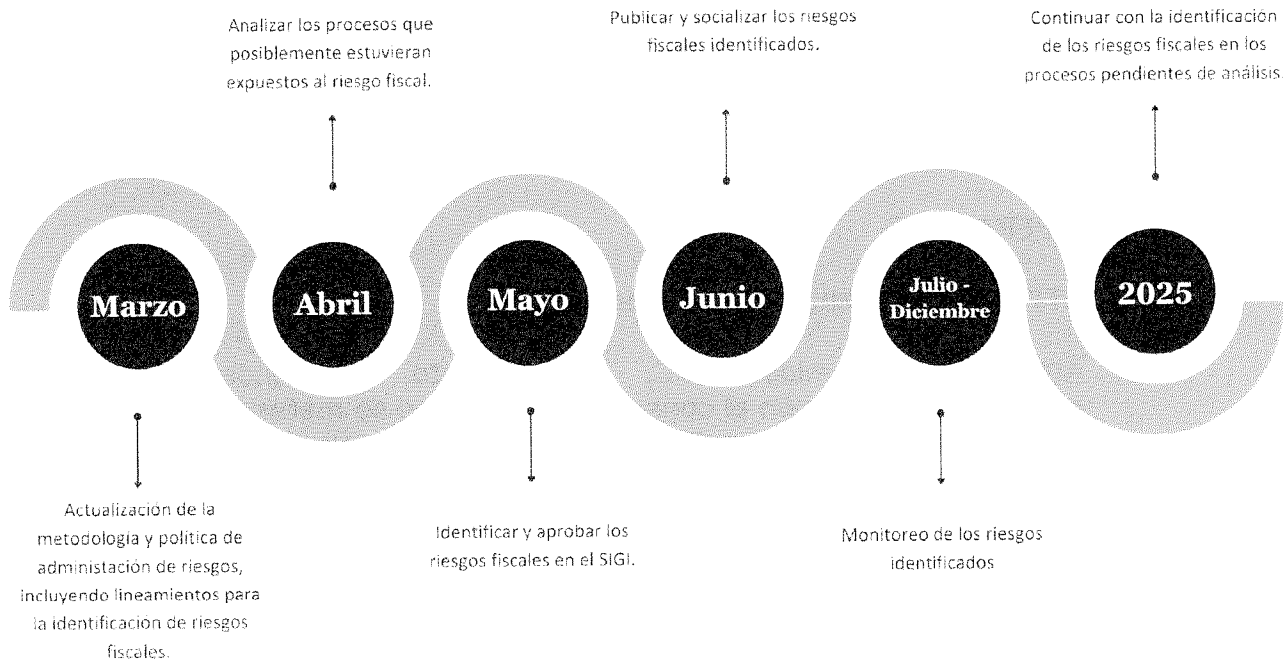 Analizar los procesos que
posiblemente estuvieran
expuestos al riesgo fiscal.
Publicar y socializar los riesgos
fiscales identificados.
Continuar con la identificación
de los riesgos fiscales en los
procesos pendientes de análisis.
Marzo
Abril
Mayo
Junio
Julio -
Diciembre
2025
Actualización de la
metodología y política de
administación de riesgos,
incluyendo lineamientos para
la identificación de riesgos
fiscales.
Identificar y aprobar los
riesgos fiscales en el SIGI.
Monitoreo de los riesgos
identificados